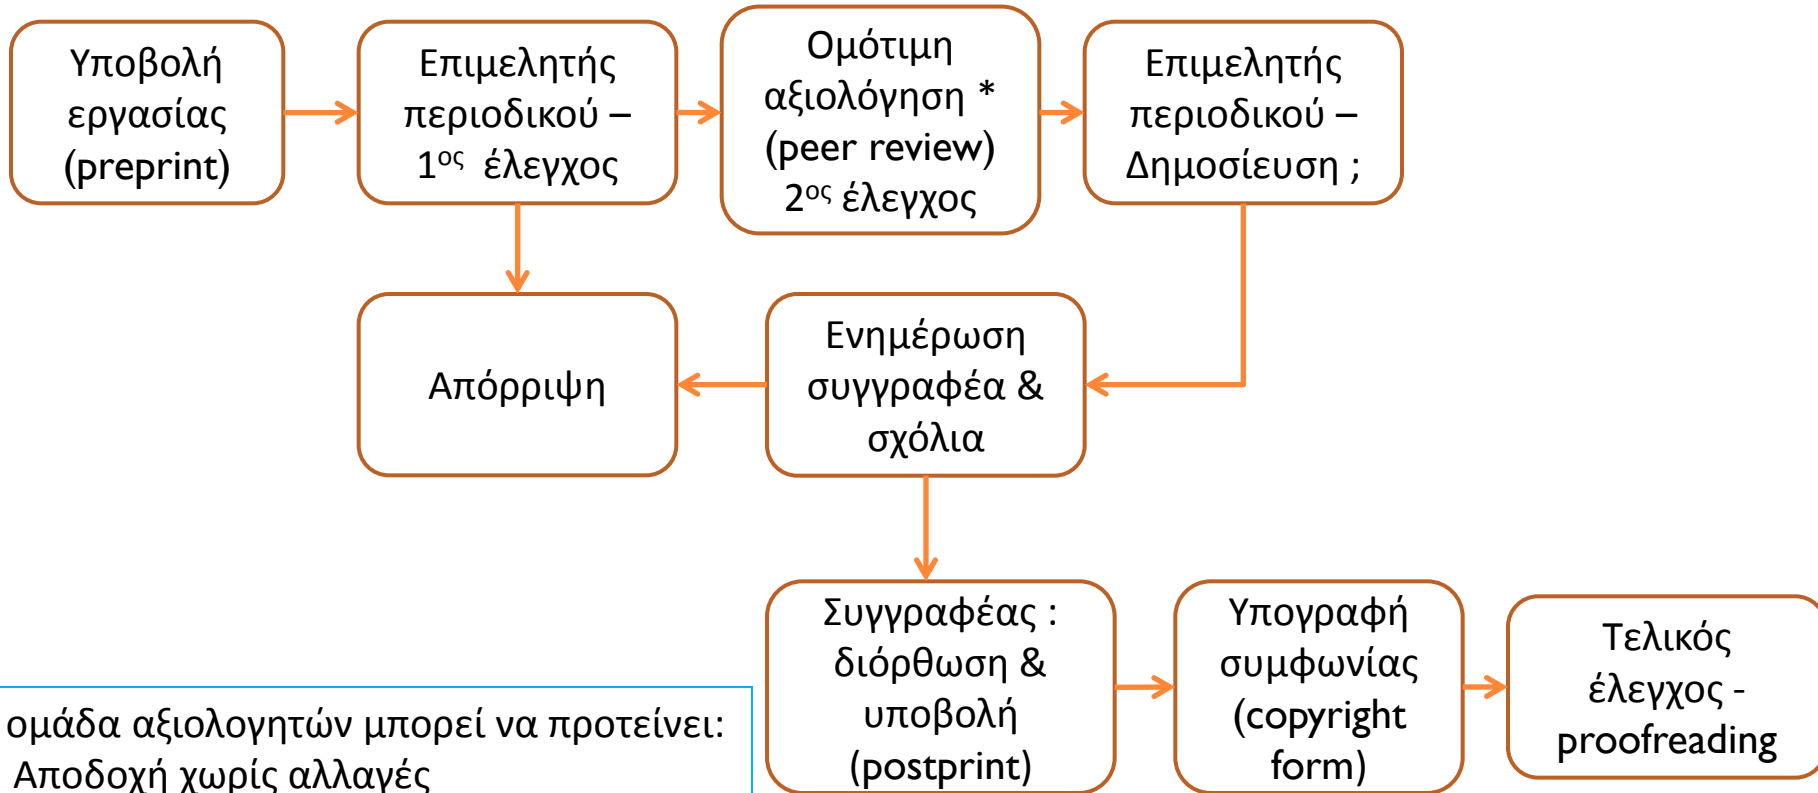 Υποβολή
εργασίας
(preprint)
Επιμελητής
περιοδικού –
1ος έλεγχος
Ομότιμη
αξιολόγηση *
(peer review)
2ος έλεγχος
Επιμελητής
περιοδικού –
Δημοσίευση ;
Απόρριψη
Ενημέρωση
συγγραφέα &
σχόλια
Συγγραφέας :
διόρθωση &
υποβολή
(postprint)
Υπογραφή
συμφωνίας
(copyright
form)
Τελικός
έλεγχος -
proofreading
ομάδα αξιολογητών μπορεί να προτείνει:
Αποδοχή χωρίς αλλαγές